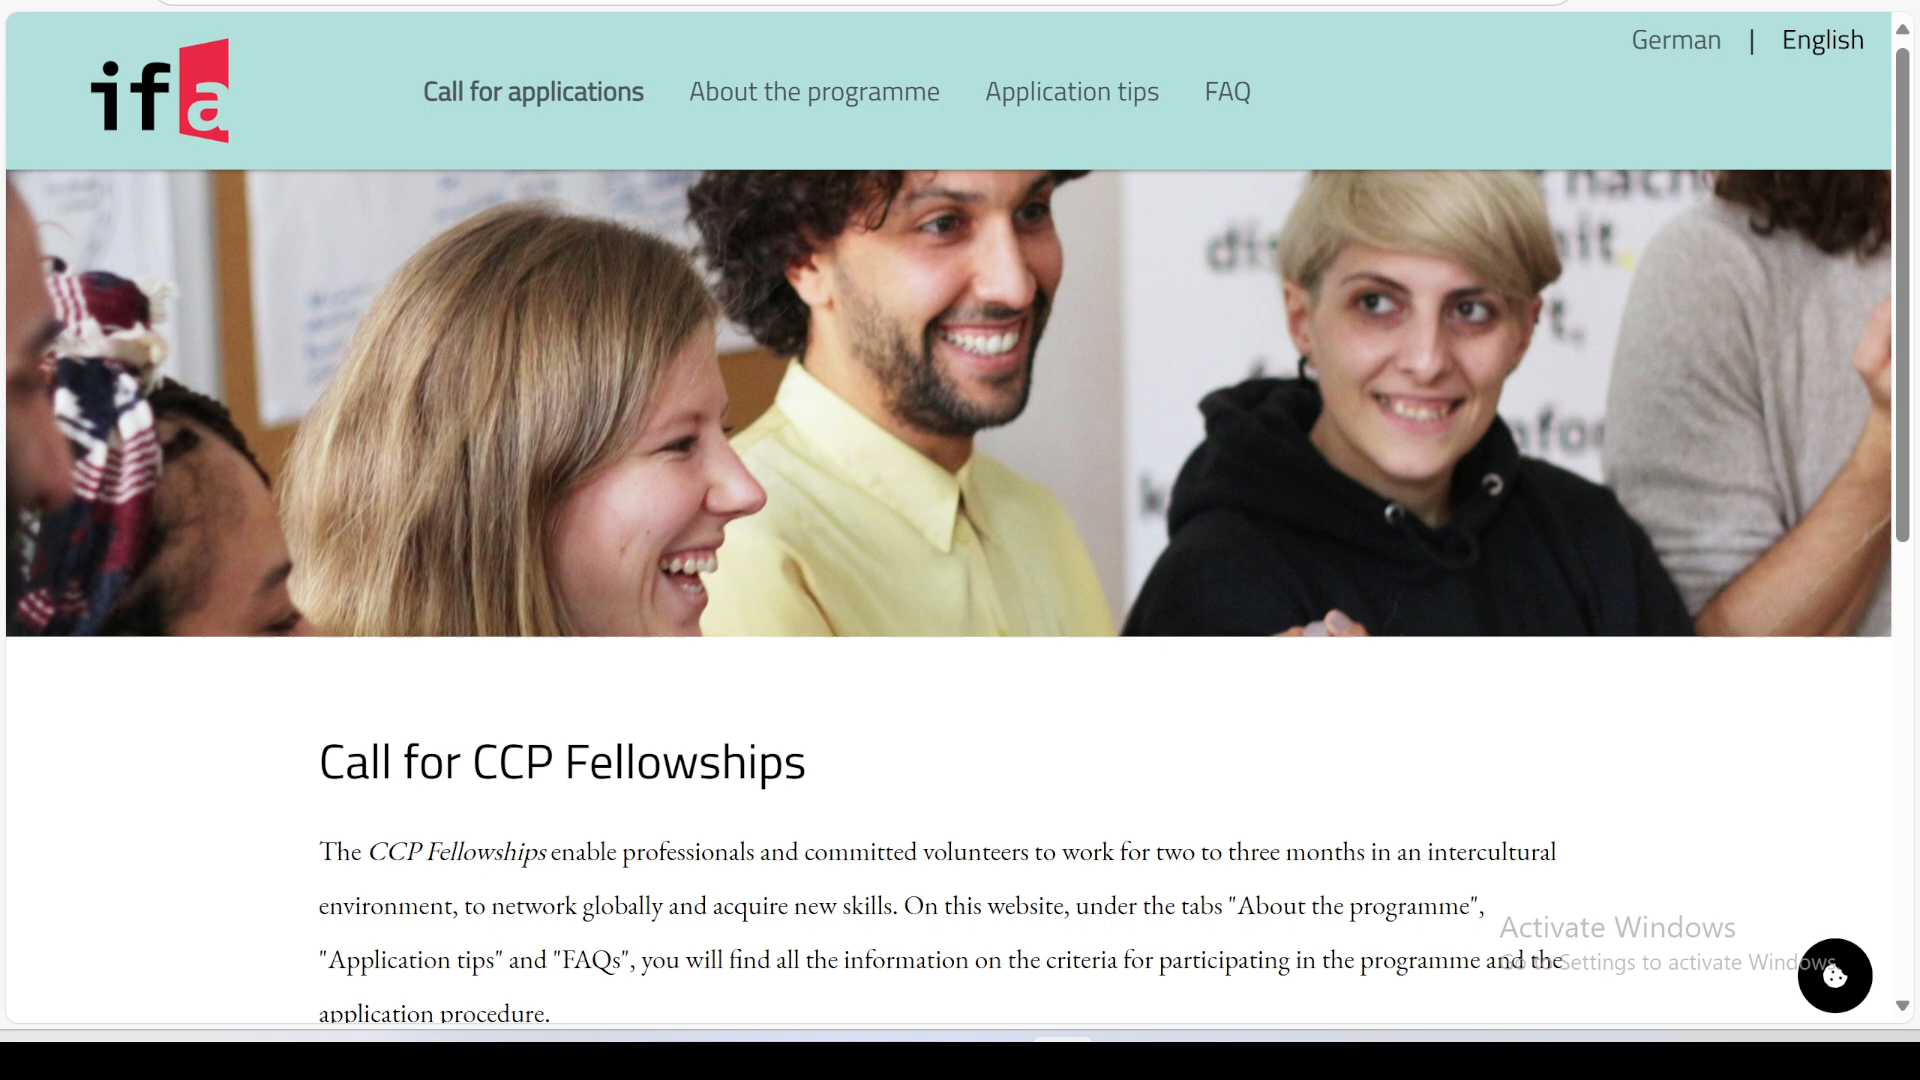 German | English
ifa
Call for applications About the programme Application tips FAQ
Call for CCP Fellowships
The CCP Fellowships enable professionals and committed volunteers to work for two to three months in an intercultural
environment, to network globally and acquire new skills. On this website, under the tabs "About the programme",
"Application tips" and "FAQs", you will find all the information on the criteria for participating in the programme and the
application procedure.
Activate Windows
Go to Settings to activate Windows.